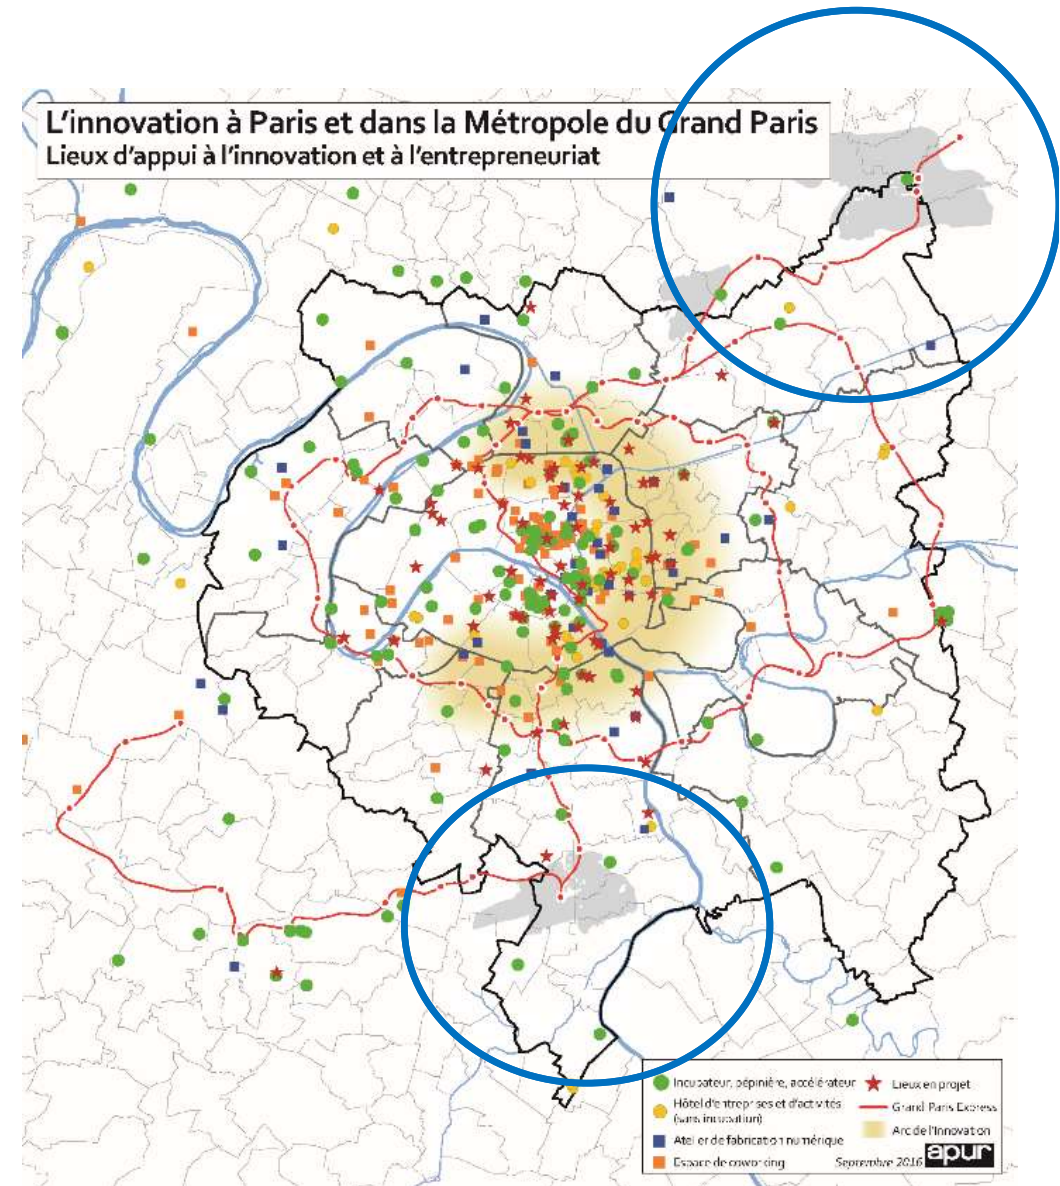 L'innovation à Paris et dans la Métropole du Grand Paris
Lieux d'appui à l'innovation et à l'entrepreneuriat
Incubateur, pépinière, accélérateur
Hôtel d'entreprises et d'activités
(sans incubation)
Atelier de fabrication numérique
Espace de coworking
Lieux en projet
Grand Paris Express
Arc de l'Innovation
Septembre 2016
apur